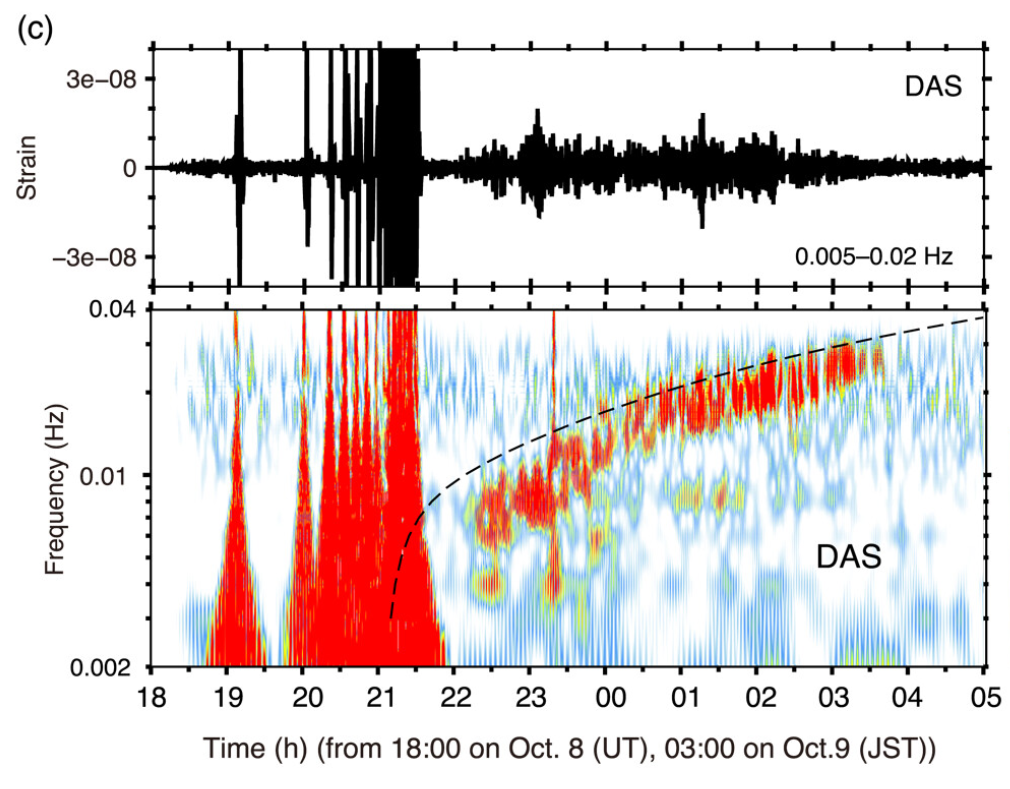 (c)
3e−08
DAS
Strain
0
−3e−08
0.005–0.02 Hz
0.04
Frequency (Hz)
0.01
DAS
0.002
18 19 20 21 22 23 00 01 02 03 04 05
Time (h) (from 18:00 on Oct. 8 (UT), 03:00 on Oct.9 (JST))